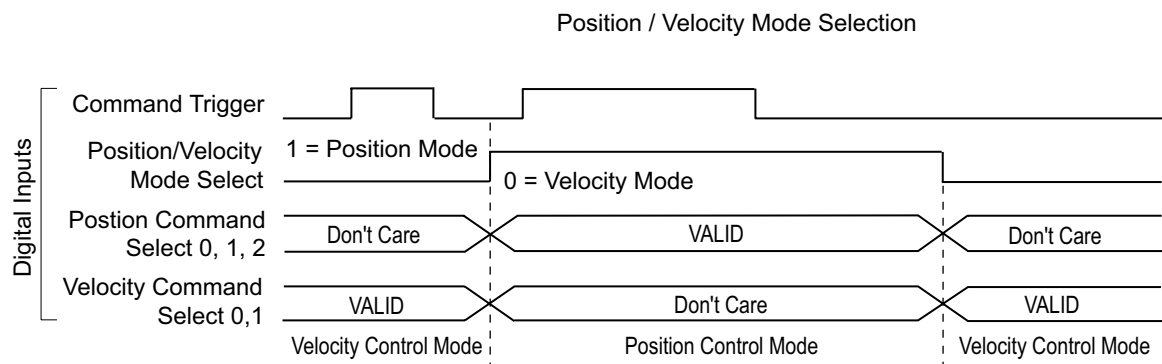 Position / Velocity Mode Selection
Digital Inputs
Command Trigger
Position/Velocity
Mode Select
1 = Position Mode
0 = Velocity Mode
Postion Command
Select 0, 1, 2
Don't Care
VALID
Don't Care
Velocity Command
Select 0,1
VALID
Don't Care
VALID
Velocity Control Mode
Position Control Mode
Velocity Control Mode